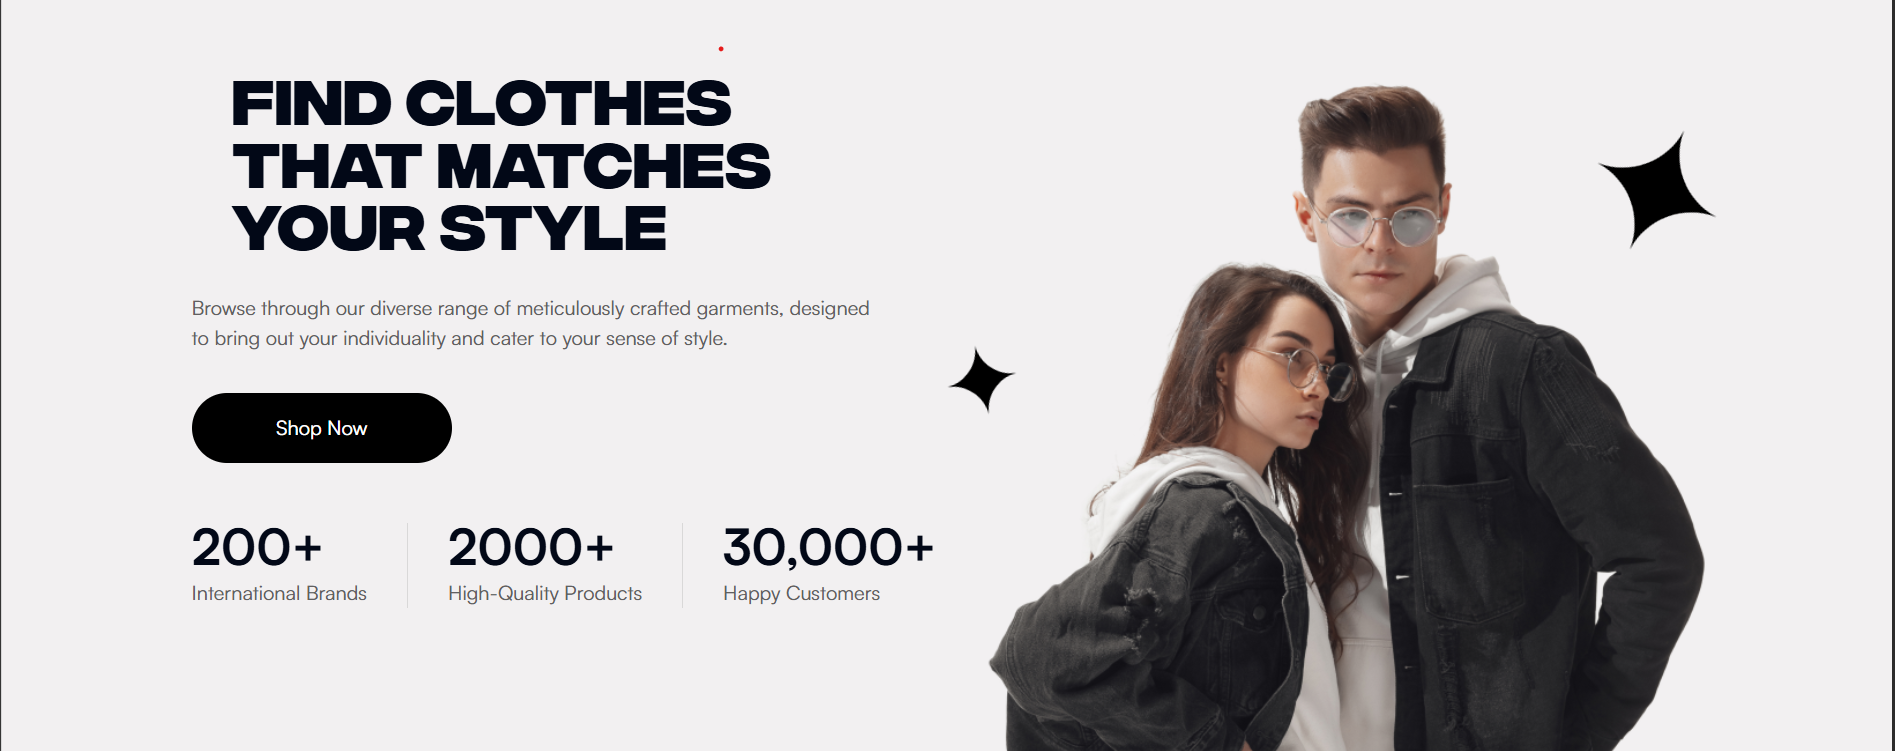 FIND CLOTHES
THAT MATCHES
YOUR STYLE
Browse through our diverse range of meticulously crafted garments, designed
to bring out your individuality and cater to your sense of style.
Shop Now
200+
International Brands
2000+
High-Quality Products
30,000+
Happy Customers